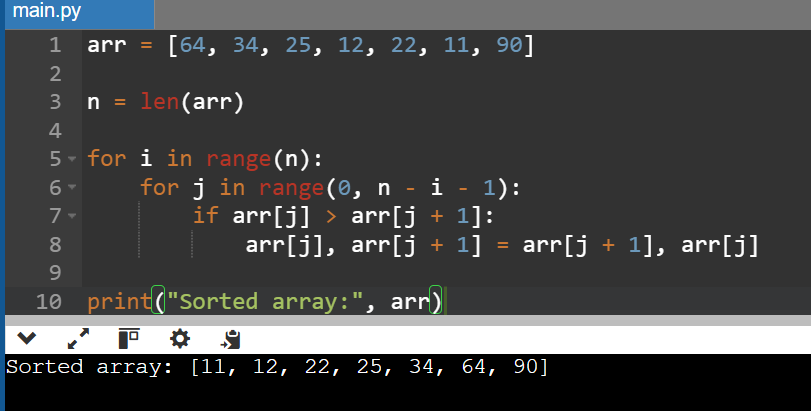 main.py
1 arr = [64, 34, 25, 12, 22, 11, 90]
2
3 n = len(arr)
4
5 for i in range(n):
6     for j in range(0, n - i - 1):
7         if arr[j] > arr[j + 1]:
8             arr[j], arr[j + 1] = arr[j + 1], arr[j]
9
10 print("Sorted array:", arr)
Sorted array: [11, 12, 22, 25, 34, 64, 90]